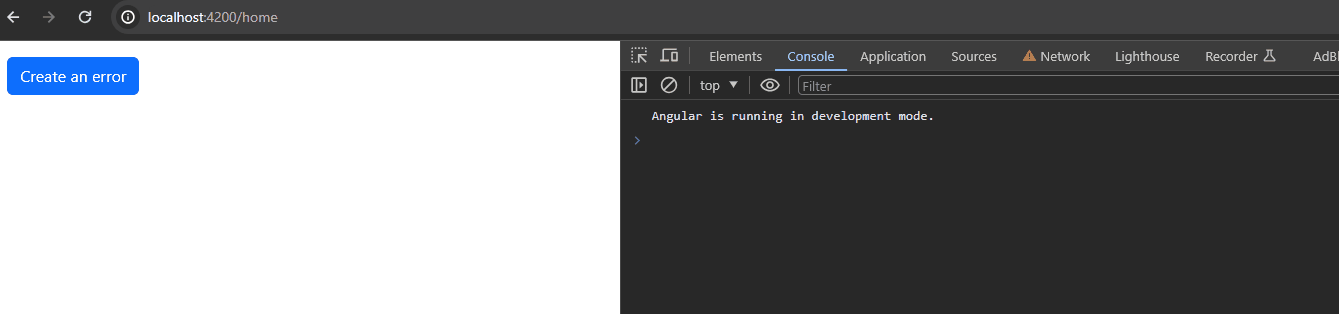 localhost:4200/home
Create an error
Elements Console Application Sources Network Lighthouse Recorder AdBl
top Filter
Angular is running in development mode.